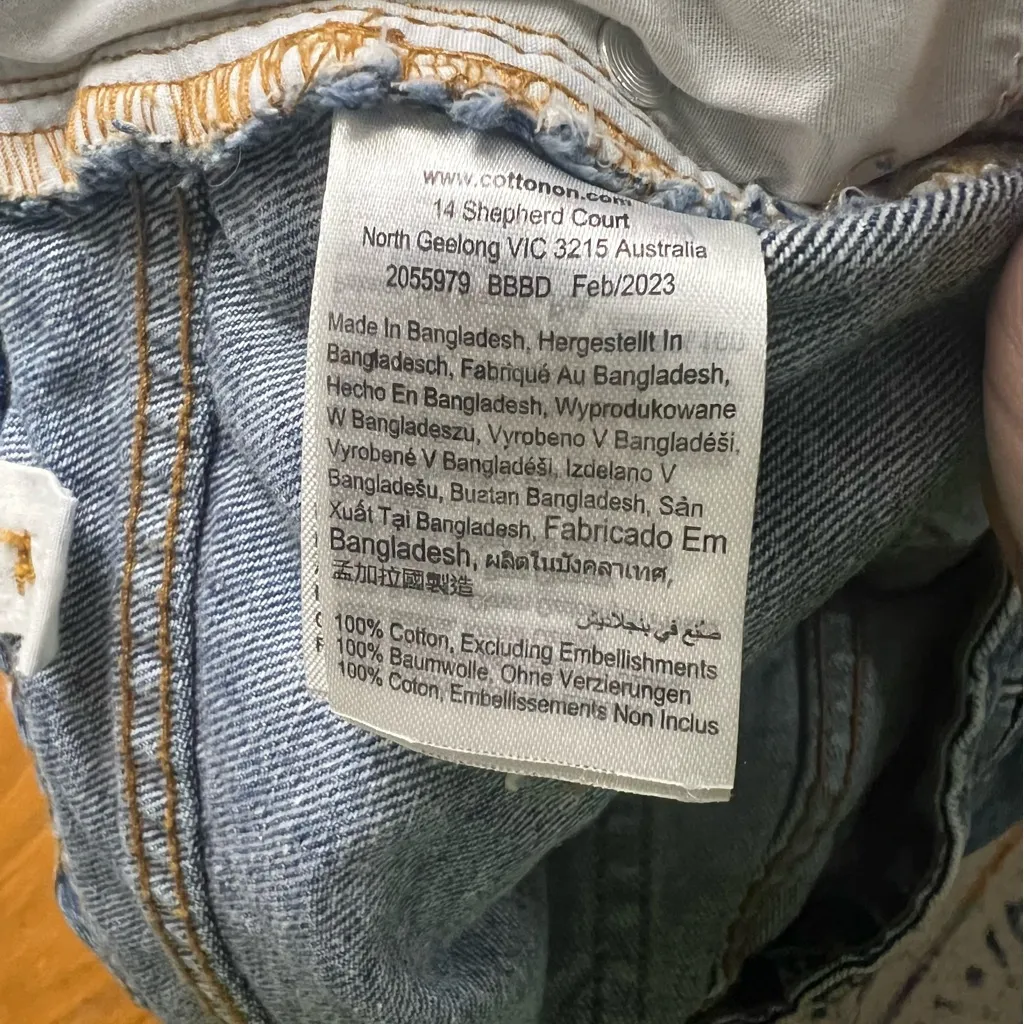 www.cottonon.com
14 Shepherd Court
North Geelong VIC 3215 Australia
2055979 BBBD Feb/2023
Made In Bangladesh, Hergestellt In
Bangladesch, Fabriqué Au Bangladesh,
Hecho En Bangladesh, Wyprodukowane
W Bangladeszu, Vyrobeno V Bangladéši,
Vyrobené V Bangladéši, Izdelano V
Bangladešu, Buatan Bangladesh, Sản
Xuất Tại Bangladesh, Fabricado Em
Bangladesh, ผลิตในบังคลาเทศ,
孟加拉國製造
صنع في بنجلاديش
100% Cotton, Excluding Embellishments
100% Baumwolle, Ohne Verzierungen
100% Coton, Embellissements Non Inclus